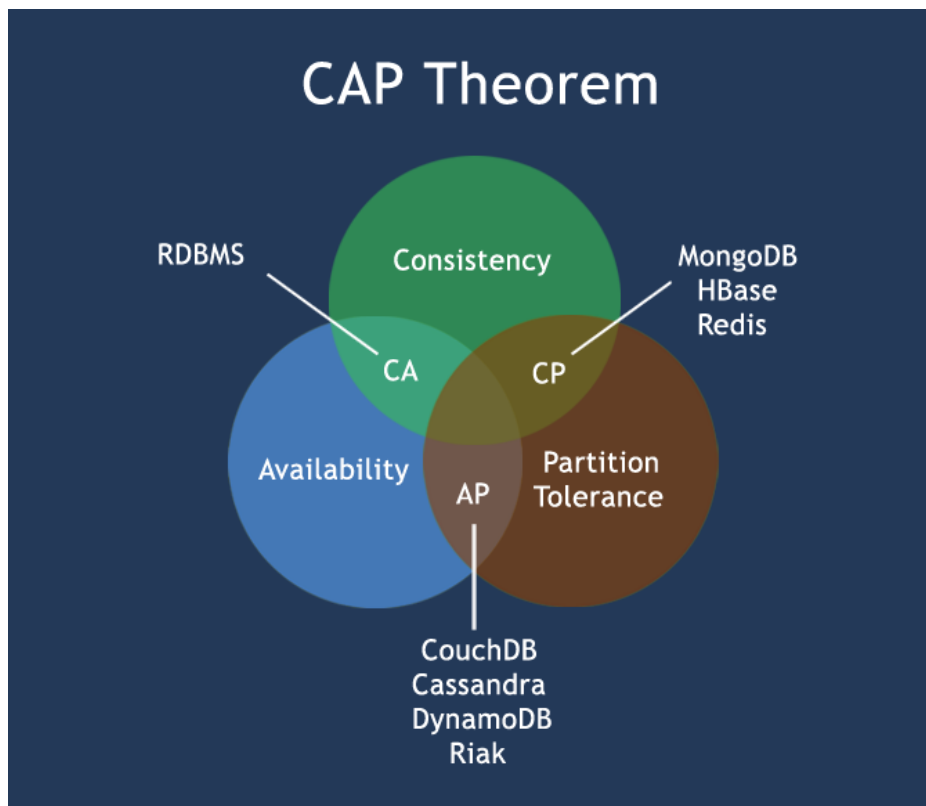 CAP Theorem
RDBMS
Consistency
MongoDB
HBase
Redis
CA
CP
Availability
Partition
Tolerance
AP
CouchDB
Cassandra
DynamoDB
Riak